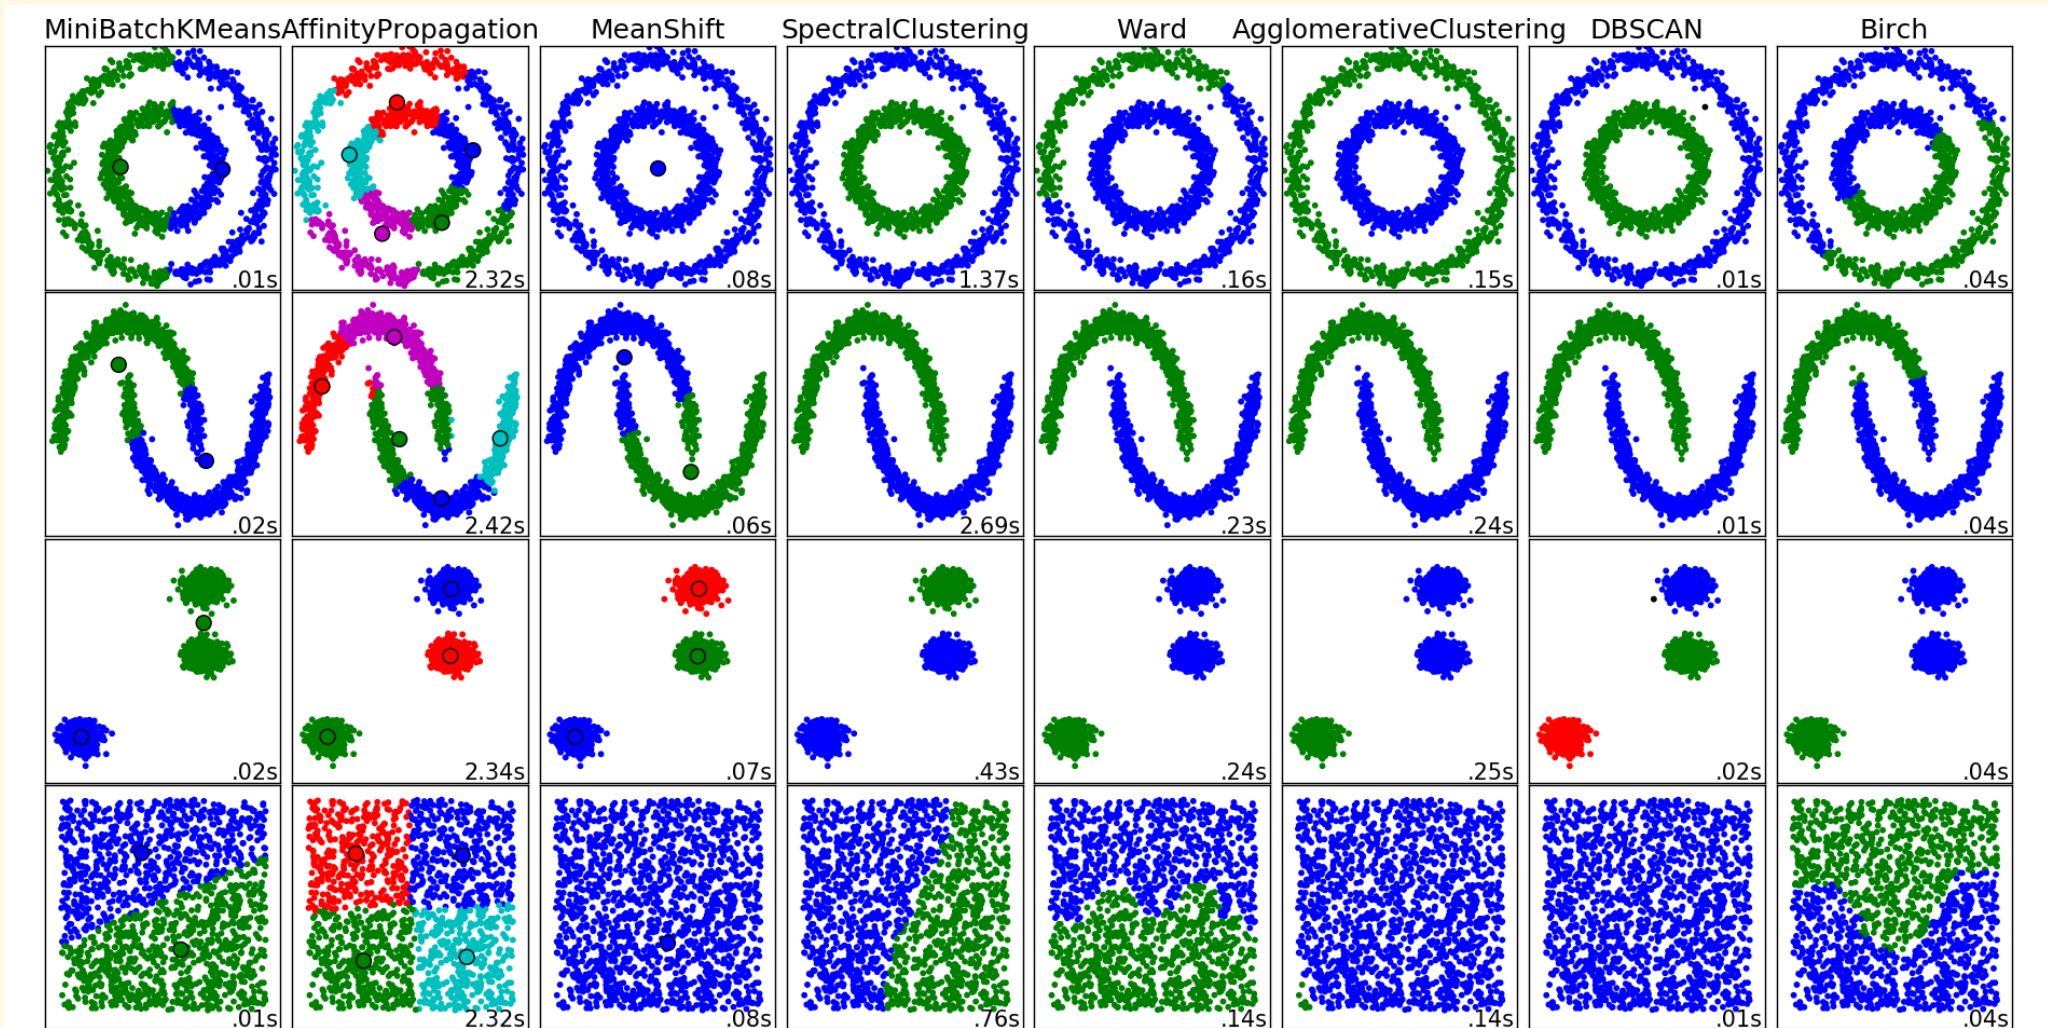 MiniBatchKMeans AffinityPropagation MeanShift SpectralClustering Ward AgglomerativeClustering DBSCAN Birch
.01s 2.32s .08s 1.37s .16s .15s .01s .04s
.02s 2.42s .06s 2.69s .23s .24s .01s .04s
.02s 2.34s .07s .43s .24s .25s .02s .04s
.01s 2.32s .08s .76s .14s .14s .01s .04s